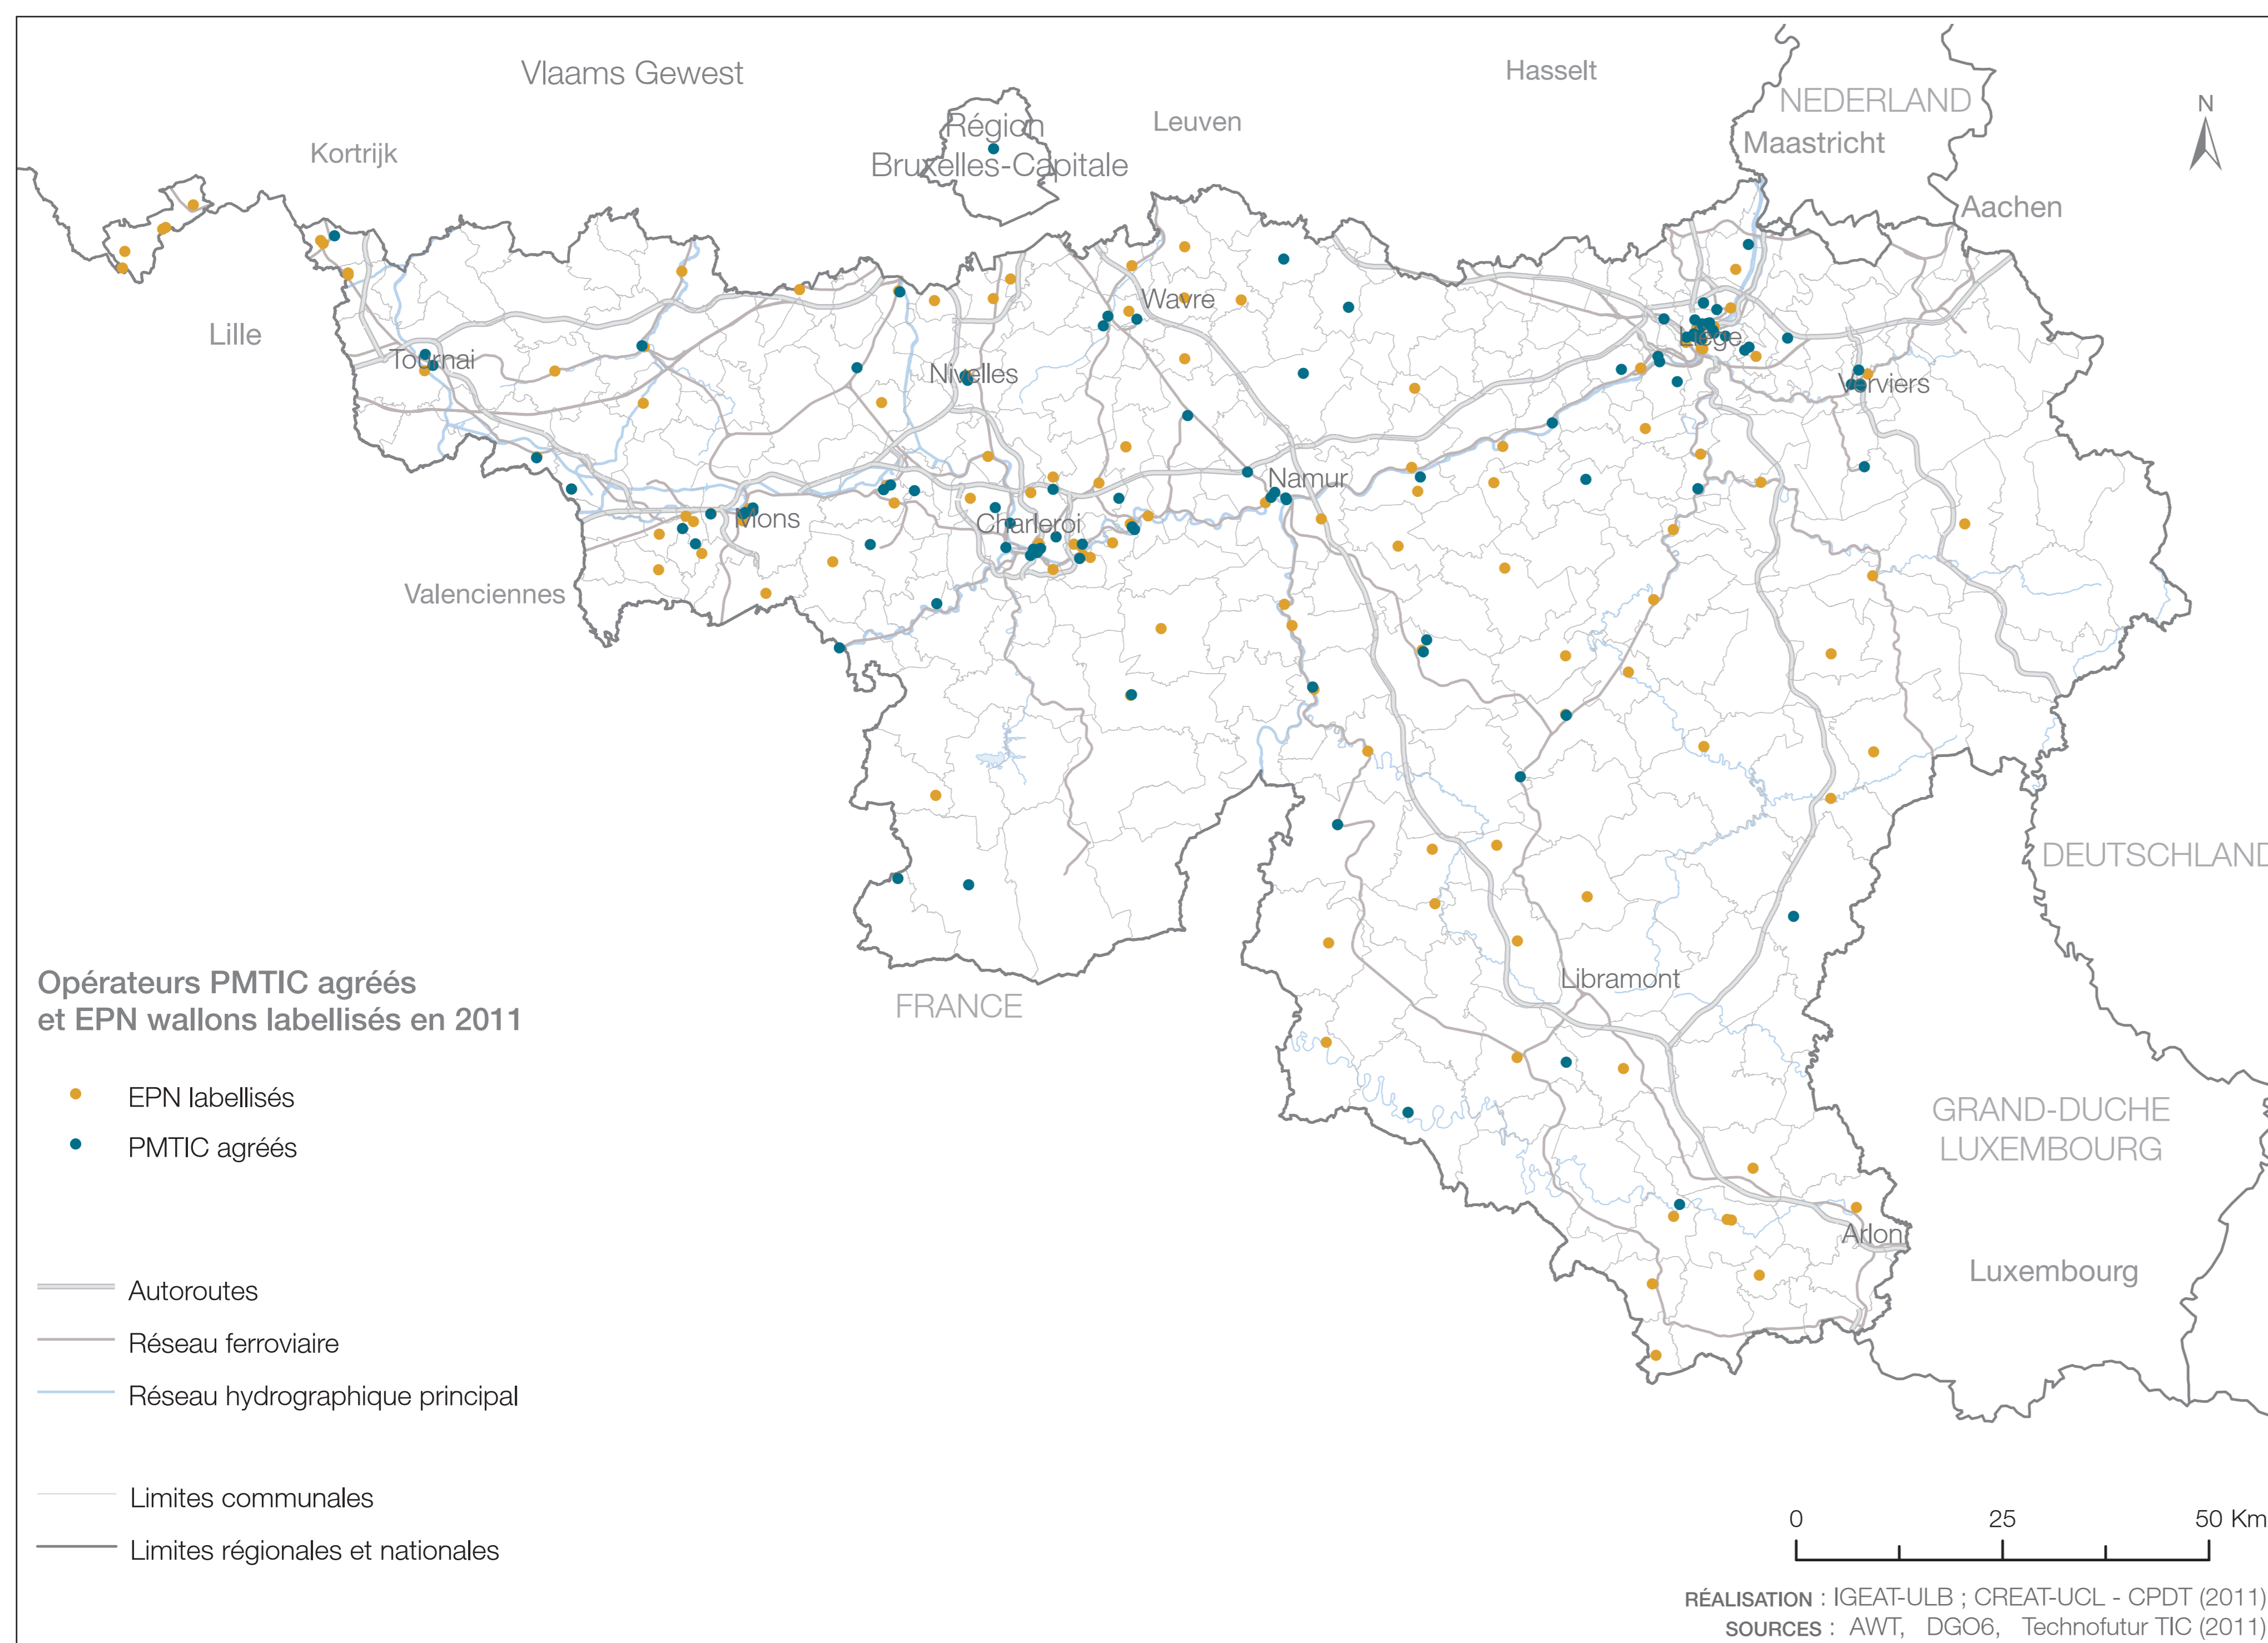 Vlaams Gewest
Hasselt
NEDERLAND
Maastricht
N
Région
Bruxelles-Capitale
Leuven
Kortrijk
Aachen
Lille
Tournai
Wavre
Nivelles
Liège
Verviers
Namur
Mons
Charleroi
Valenciennes
DEUTSCHLAND
Libramont
FRANCE
GRAND-DUCHE
LUXEMBOURG
Arlon
Luxembourg
Opérateurs PMTIC agréés
et EPN wallons labellisés en 2011
EPN labellisés
PMTIC agréés
Autoroutes
Réseau ferroviaire
Réseau hydrographique principal
Limites communales
Limites régionales et nationales
0 25 50 Km
RÉALISATION : IGEAT-ULB ; CREAT-UCL - CPDT (2011)
SOURCES : AWT, DGO6, Technofutur TIC (2011)